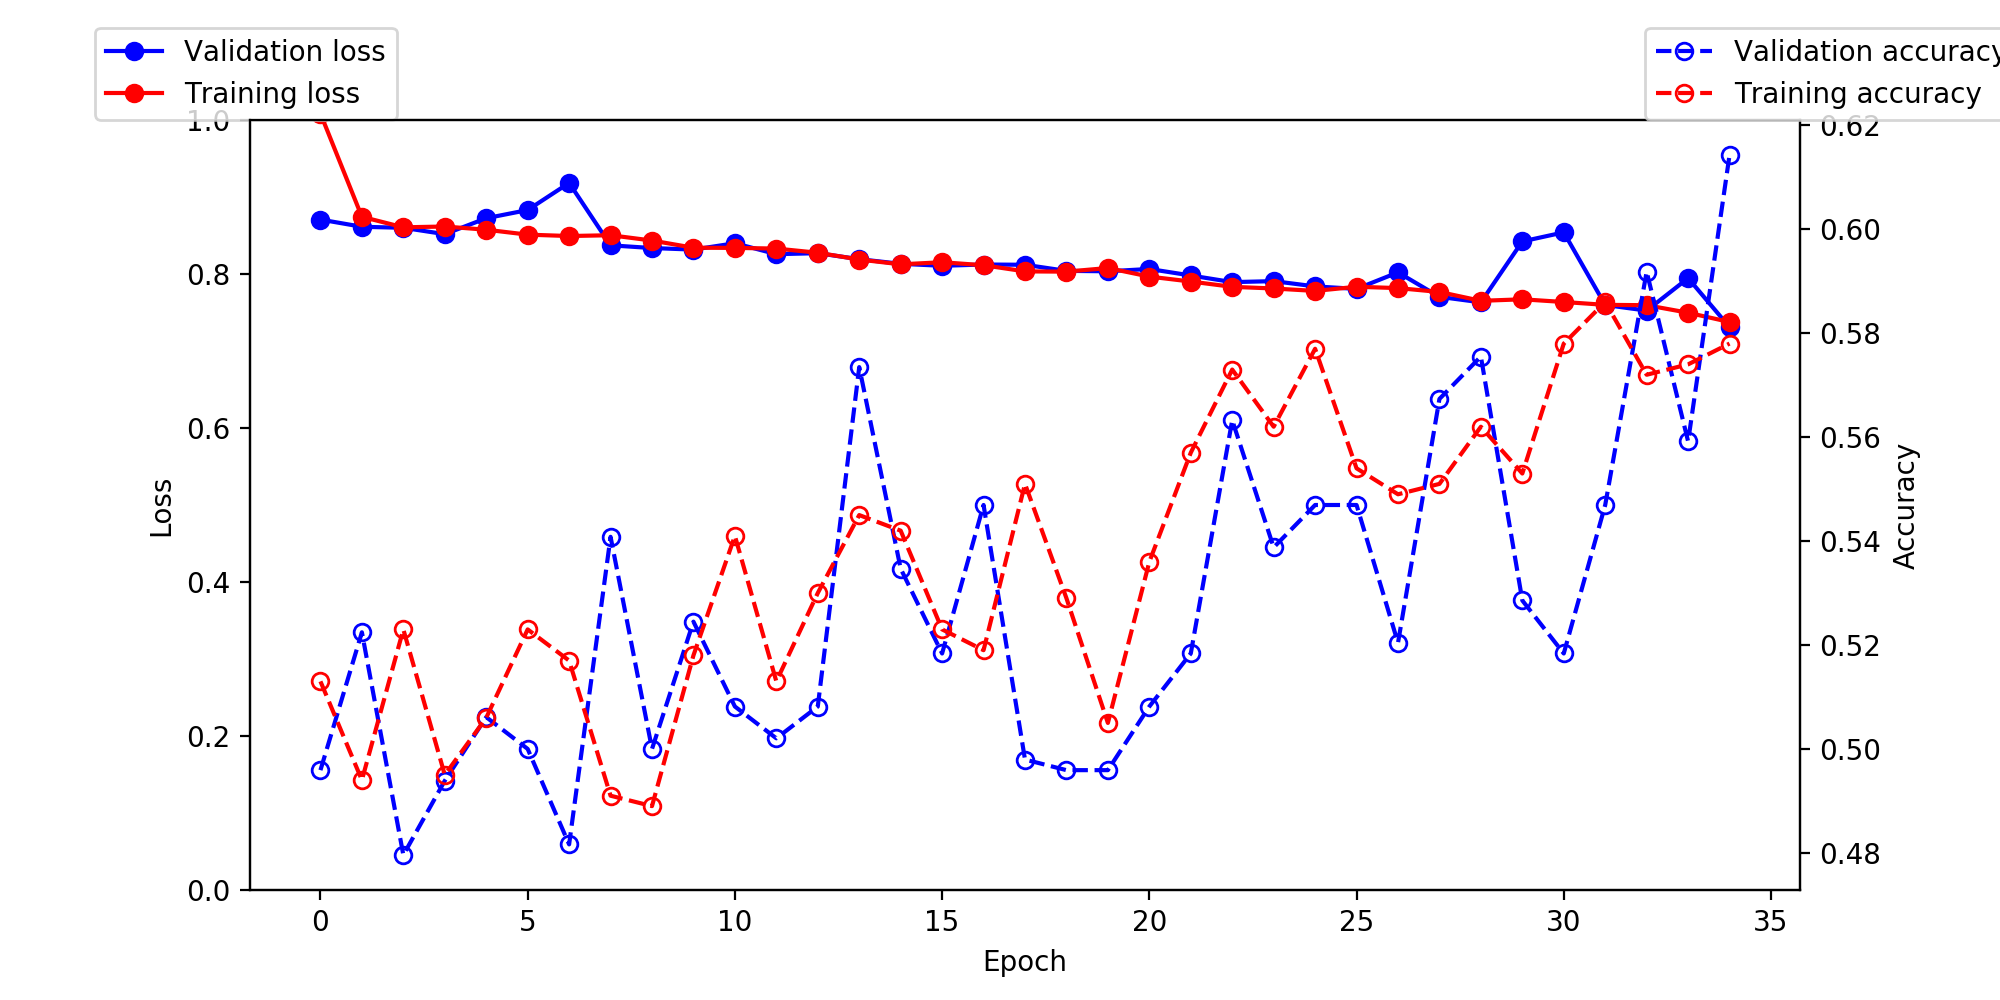 Validation loss
Training loss
Validation accuracy
Training accuracy
1.0
0.8
0.6
0.4
0.2
0.0
Loss
0.62
0.60
0.58
0.56
0.54
0.52
0.50
0.48
Accuracy
0 5 10 15 20 25 30 35
Epoch